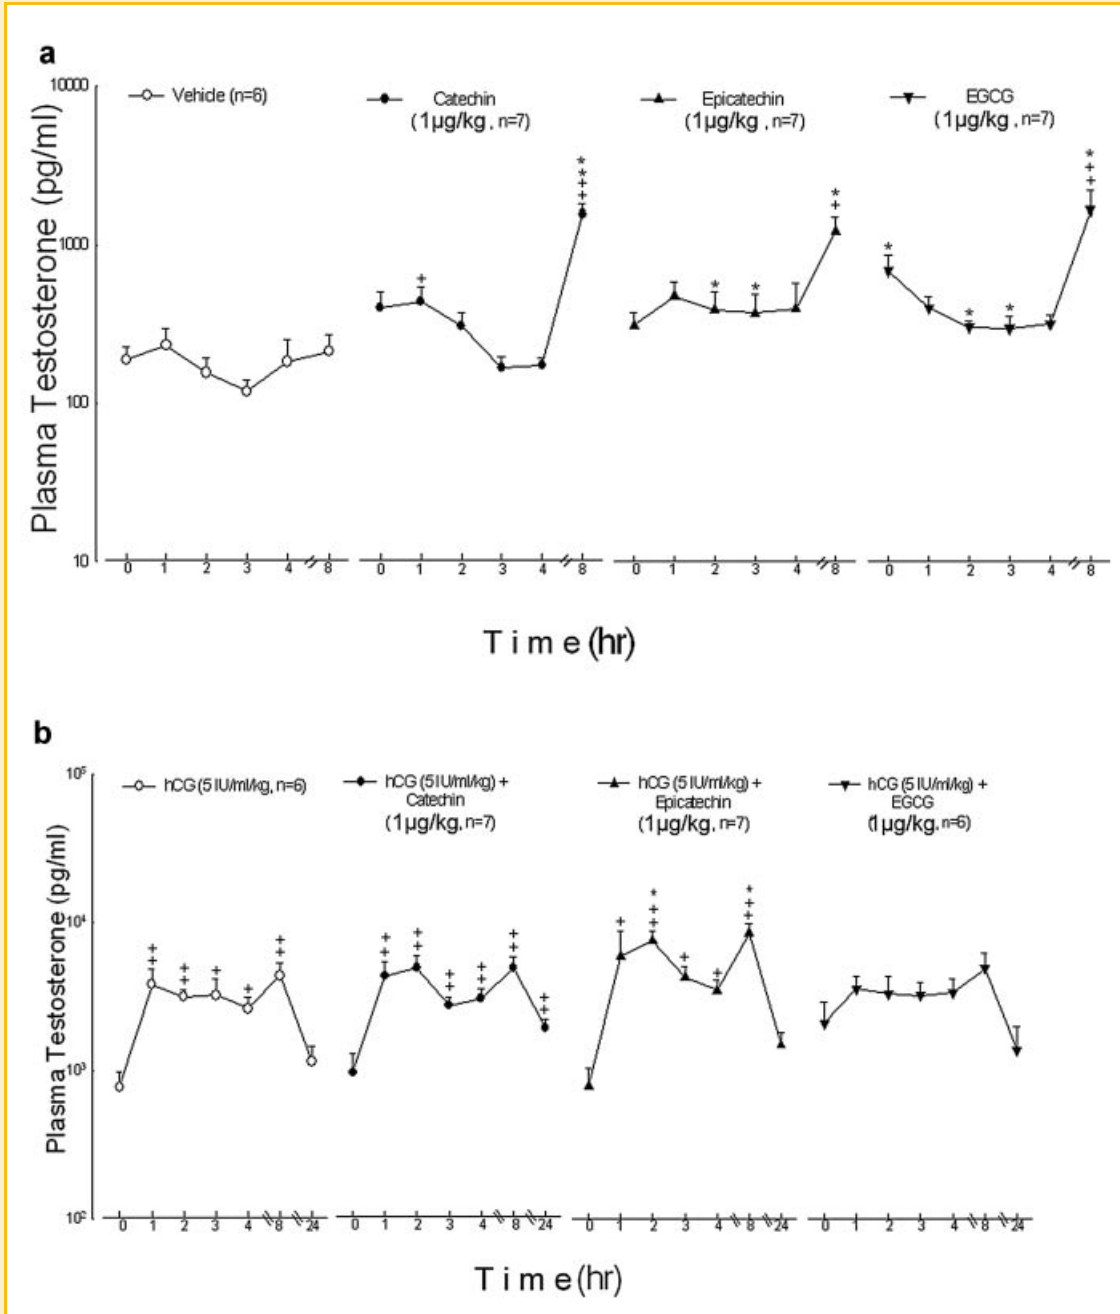 a
10000
Vehide (n=6)
Catechin
(1µg/kg, n=7)
Epicatechin
(1µg/kg, n=7)
EGCG
(1µg/kg, n=7)
Plasma Testosterone (pg/ml)
* * + +
* +
* + +
1000
+
* *
*
* *
100
10
0 1 2 3 4 // 8
0 1 2 3 4 // 8
0 1 2 3 4 // 8
0 1 2 3 4 // 8
Time (hr)
b
10⁵
hCG (5 IU/ml/kg, n=6)
hCG (5 IU/ml/kg) +
Catechin
(1µg/kg, n=7)
hCG (5 IU/ml/kg) +
Epicatechin
(1µg/kg, n=7)
hCG (5 IU/ml/kg) +
EGCG
(1µg/kg, n=6)
Plasma Testosterone (pg/ml)
10⁴
+ + + + + + + + +
+ + + + + + + + + + + +
+ * + + + + * + +
10³
10²
0 1 2 3 4 // 8 // 24
0 1 2 3 4 // 8 // 24
0 1 2 3 4 // 8 // 24
0 1 2 3 4 // 8 // 24
Time (hr)